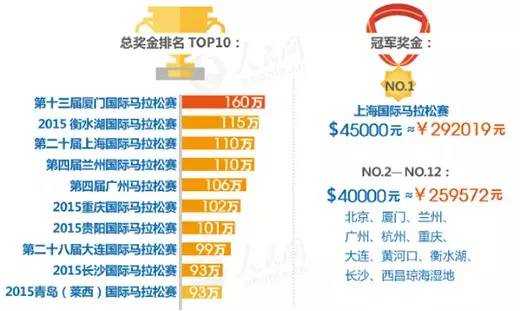 总奖金排名 TOP10：
第十三届厦门国际马拉松赛 160万
2015 衡水湖国际马拉松赛 115万
第二十届上海国际马拉松赛 110万
第四届兰州国际马拉松赛 110万
第四届广州马拉松赛 106万
2015重庆国际马拉松赛 102万
2015贵阳国际马拉松赛 101万
第二十八届大连国际马拉松赛 99万
2015长沙国际马拉松赛 93万
2015青岛（莱西）国际马拉松赛 93万
冠军奖金：
NO.1
上海国际马拉松赛
$45000元≈￥292019元
NO.2—NO.12：
$40000元≈￥259572元
北京、厦门、兰州、
广州、杭州、重庆、
大连、黄河口、衡水湖、
长沙、西昌琼海湿地
人民网